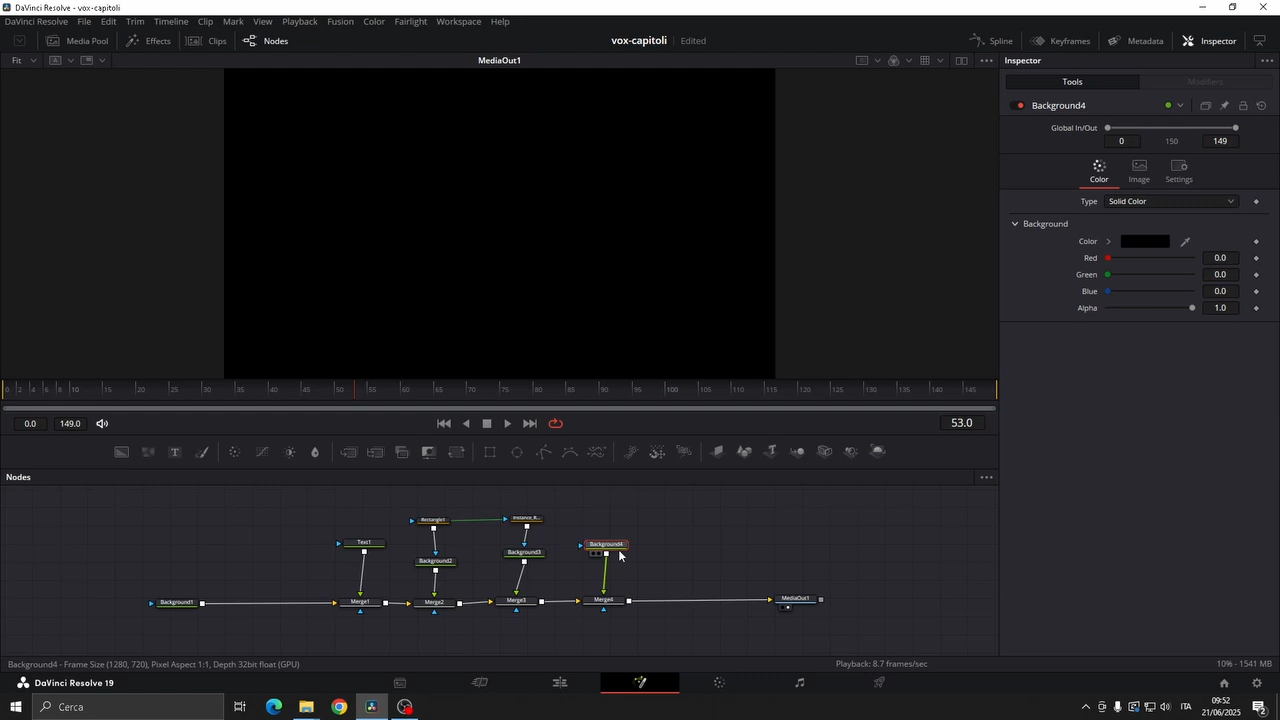 DaVinci Resolve - vox-capitoli
DaVinci Resolve File Edit Trim Timeline Clip Mark View Playback Fusion Color Fairlight Workspace Help
Media Pool Effects Clips Nodes vox-capitoli Edited Spline Keyframes Metadata Inspector
Fit MediaOut1 Inspector
Tools Modifiers
Background4
Global In/Out
0 150 149
Color Image Settings
Type Solid Color
Background
Color
Red 0.0
Green 0.0
Blue 0.0
Alpha 1.0
0 2 4 6 8 10 15 20 25 30 35 40 45 50 55 60 65 70 75 80 85 90 95 100 105 110 115 120 125 130 135 140 145
0.0 149.0 53.0
Nodes
Rectangle1 Instance_R...
Text1 Background4
Background2 Background3
Background1 Merge1 Merge2 Merge3 Merge4 MediaOut1
Background4 - Frame Size (1280, 720), Pixel Aspect 1:1, Depth 32bit float (GPU) Playback: 8.7 frames/sec 10% - 1541 MB
DaVinci Resolve 19
Cerca ITA 09:52
21/06/2025 2